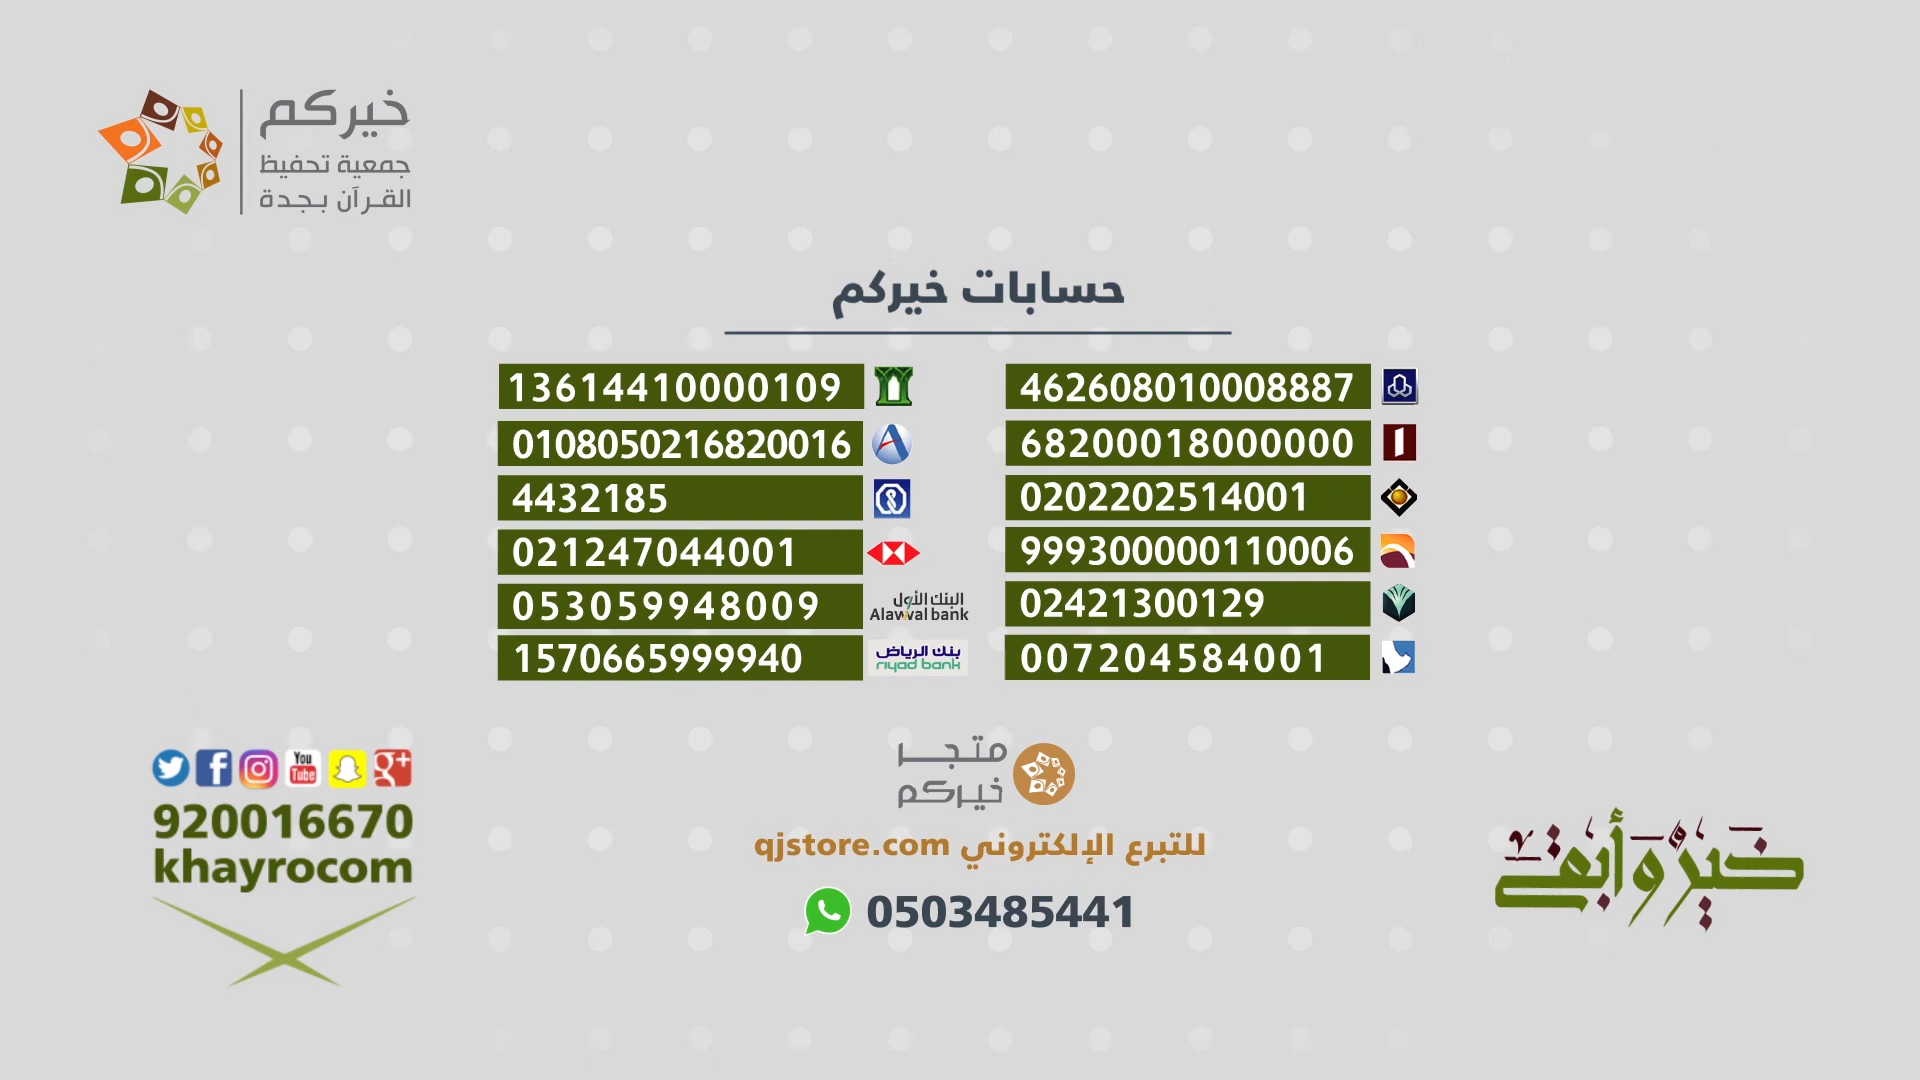 خيركم
جمعية تحفيظ
القرآن بجدة
حسابات خيركم
462608010008887
13614410000109
68200018000000
0108050216820016
0202202514001
4432185
999300000110006
021247044001
02421300129
053059948009
البنك الأول
Alawwal bank
007204584001
1570665999940
بنك الرياض
riyad bank
متجر
خيركم
للتبرع الإلكتروني qjstore.com
0503485441
You
Tube
g+
920016670
khayrocom
خير وأبقى